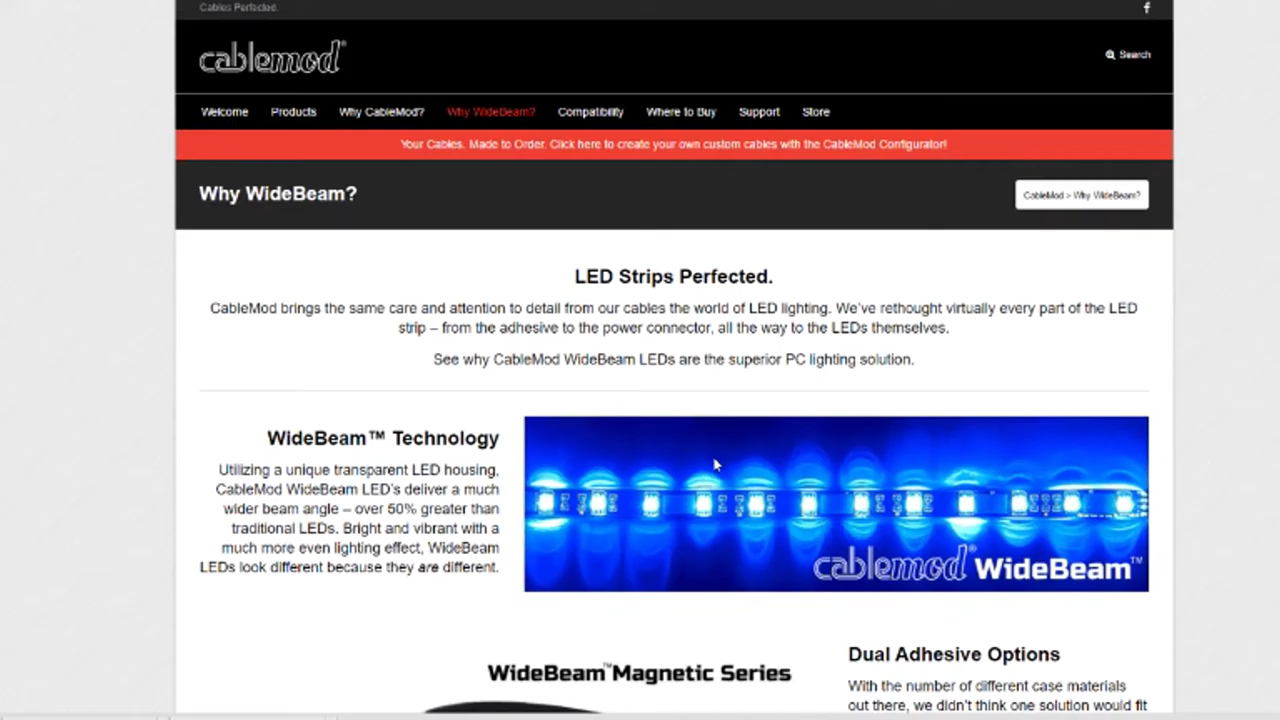 Cables Perfected.
cablemod®
Search
Welcome Products Why CableMod? Why WideBeam? Compatibility Where to Buy Support Store
Your Cables. Made to Order. Click here to create your own custom cables with the CableMod Configurator!
Why WideBeam?
CableMod > Why WideBeam?
LED Strips Perfected.
CableMod brings the same care and attention to detail from our cables the world of LED lighting. We've rethought virtually every part of the LED
strip – from the adhesive to the power connector, all the way to the LEDs themselves.
See why CableMod WideBeam LEDs are the superior PC lighting solution.
WideBeam™ Technology
Utilizing a unique transparent LED housing,
CableMod WideBeam LED's deliver a much
wider beam angle – over 50% greater than
traditional LEDs. Bright and vibrant with a
much more even lighting effect, WideBeam
LEDs look different because they are different.
cablemod® WideBeam™
WideBeam™Magnetic Series
Dual Adhesive Options
With the number of different case materials
out there, we didn't think one solution would fit